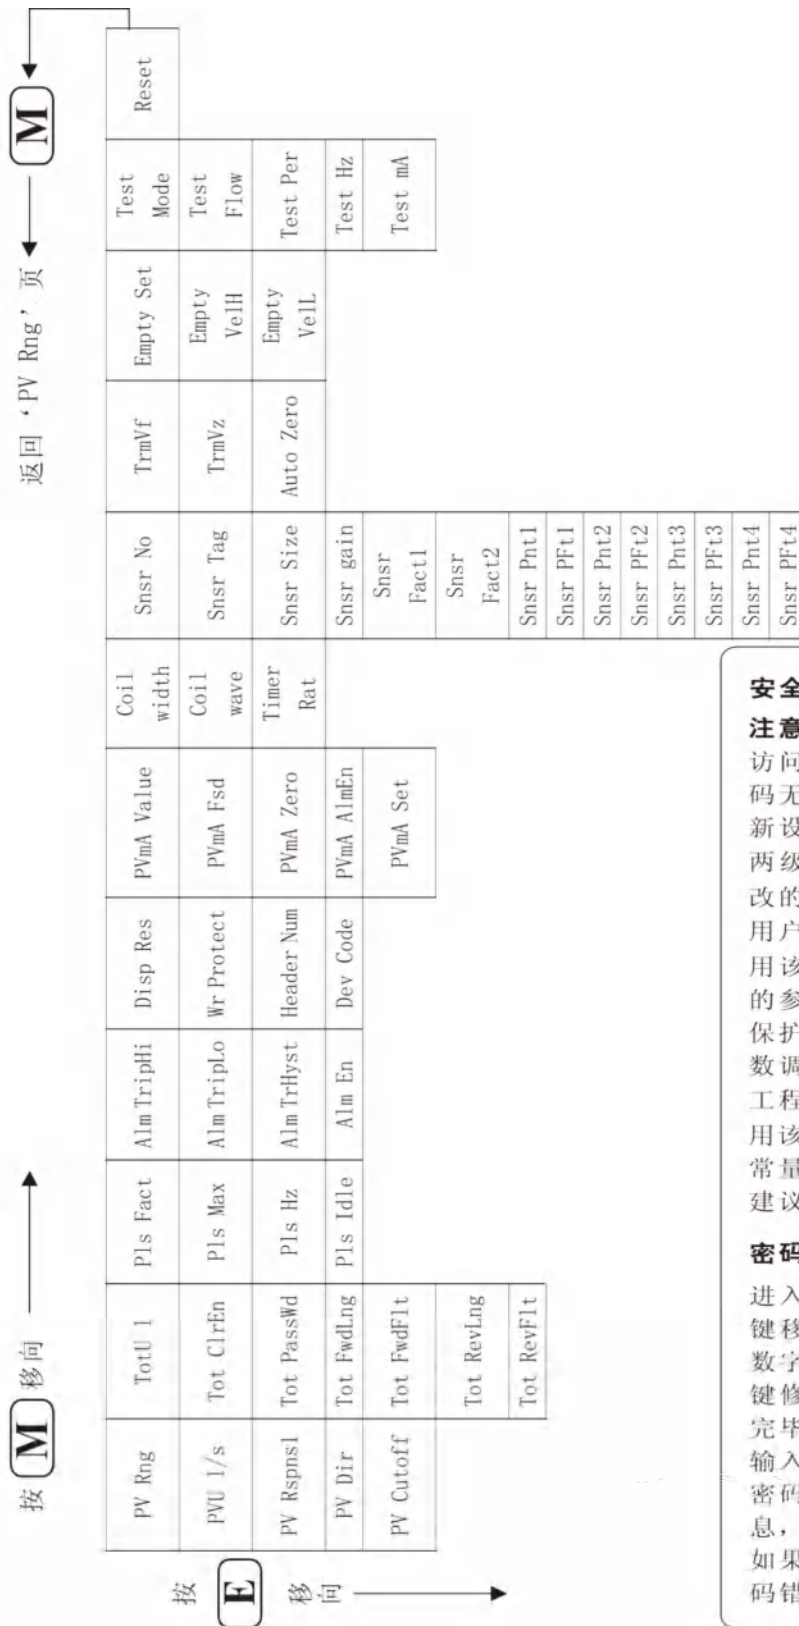 按 M 移向
返回 ‘PV Rng’ 页
M
按
E
移向
PV Rng
PVU l/s
PV Rspnsl
PV Dir
PV Cutoff
TotU l
Tot ClrEn
Tot PassWd
Tot FwdLng
Tot FwdFlt
Tot RevLng
Tot RevFlt
Pls Fact
Pls Max
Pls Hz
Pls Idle
Alm TripHi
Alm TripLo
Alm TrHyst
Alm En
Disp Res
Wr Protect
Header Num
Dev Code
PVmA Value
PVmA Fsd
PVmA Zero
PVmA AlmEn
PVmA Set
Coil
width
Coil
wave
Timer
Rat
Snsr No
Snsr Tag
Snsr Size
Snsr gain
Snsr
Fact1
Snsr
Fact2
Snsr Pnt1
Snsr PFt1
Snsr Pnt2
Snsr PFt2
Snsr Pnt3
Snsr PFt3
Snsr Pnt4
Snsr PFt4
TrmVf
TrmVz
Auto Zero
Empty Set
Empty
VelH
Empty
VelL
Test
Mode
Test
Flow
Test Per
Test Hz
Test mA
Reset
安全
注意
访问
码无
新设
两级
改的
用户
用该
的参
保护
数调
工程
用该
常量
建议
密码
进入
键移
数字
键修
完毕
输入
密码
息，
如果
码错